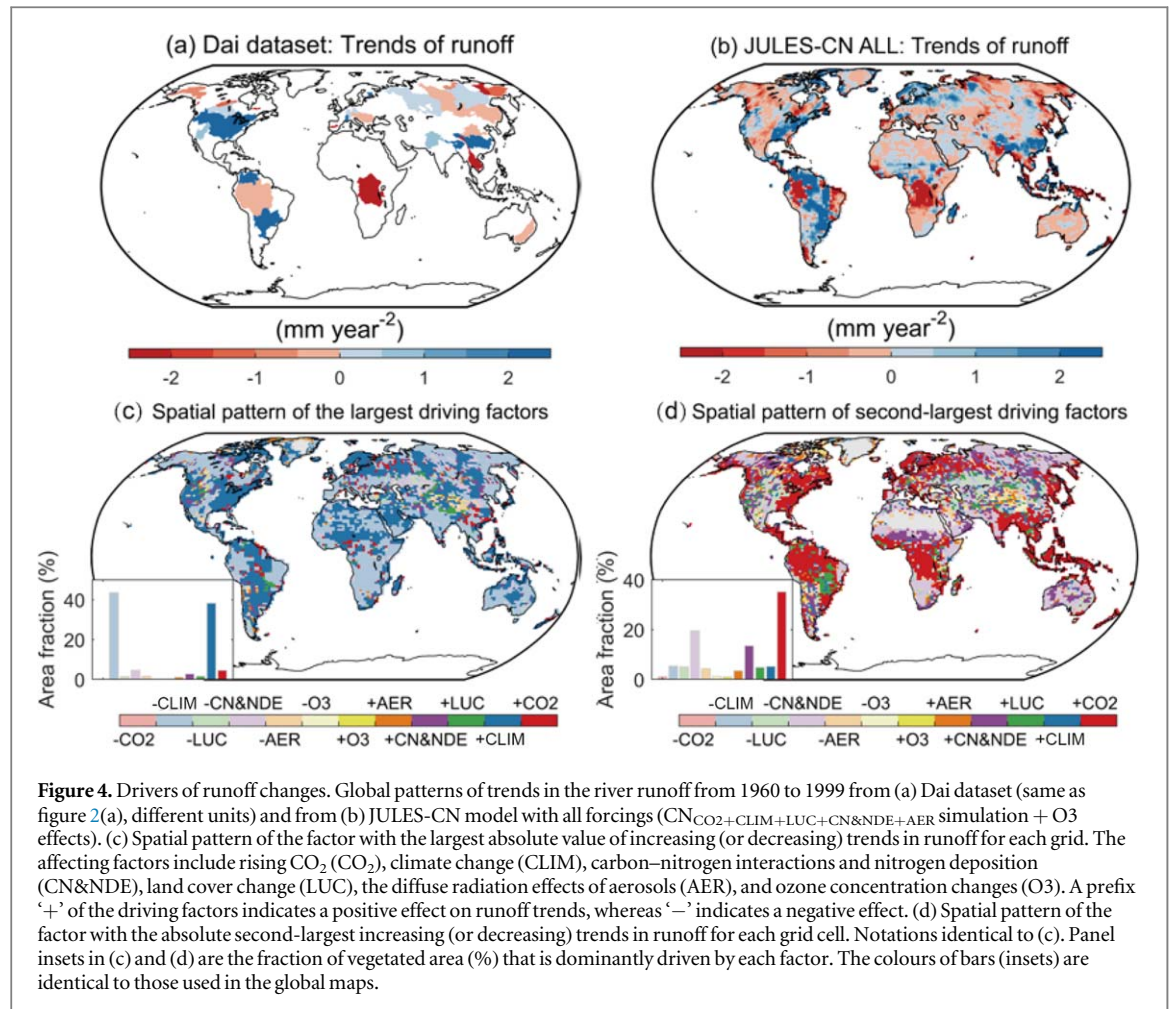 (a) Dai dataset: Trends of runoff
(b) JULES-CN ALL: Trends of runoff
(mm year-2)
-2 -1 0 1 2
(mm year-2)
-2 -1 0 1 2
(c) Spatial pattern of the largest driving factors
Area fraction (%)
40
20
0
-CLIM -CN&NDE -O3 +AER +LUC +CO2
-CO2 -LUC -AER +O3 +CN&NDE +CLIM
(d) Spatial pattern of second-largest driving factors
Area fraction (%)
40
20
0
-CLIM -CN&NDE -O3 +AER +LUC +CO2
-CO2 -LUC -AER +O3 +CN&NDE +CLIM
Figure 4. Drivers of runoff changes. Global patterns of trends in the river runoff from 1960 to 1999 from (a) Dai dataset (same as
figure 2(a), different units) and from (b) JULES-CN model with all forcings (CNCO2+CLIM+LUC+CN&NDE+AER simulation + O3
effects). (c) Spatial pattern of the factor with the largest absolute value of increasing (or decreasing) trends in runoff for each grid. The
affecting factors include rising CO2 (CO2), climate change (CLIM), carbon–nitrogen interactions and nitrogen deposition
(CN&NDE), land cover change (LUC), the diffuse radiation effects of aerosols (AER), and ozone concentration changes (O3). A prefix
‘+’ of the driving factors indicates a positive effect on runoff trends, whereas ‘−’ indicates a negative effect. (d) Spatial pattern of the
factor with the absolute second-largest increasing (or decreasing) trends in runoff for each grid cell. Notations identical to (c). Panel
insets in (c) and (d) are the fraction of vegetated area (%) that is dominantly driven by each factor. The colours of bars (insets) are
identical to those used in the global maps.